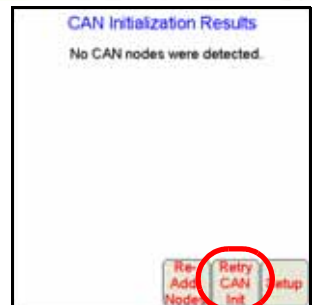 CAN Initialization Results
No CAN nodes were detected.
Re-
Add
Nodes
Retry
CAN
Init
Setup